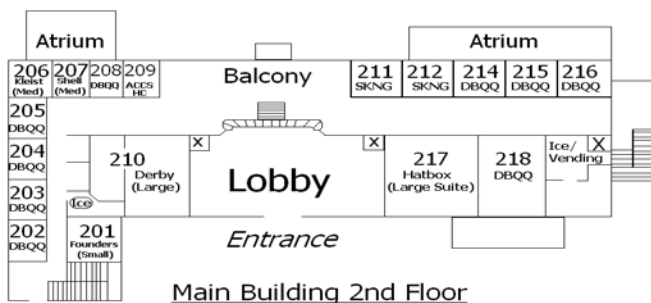 Atrium
Atrium
206
Kleist
(Med)
207
Shell
(Med)
208
DBQQ
209
ACCS
HC
Balcony
211
SKNG
212
SKNG
214
DBQQ
215
DBQQ
216
DBQQ
205
DBQQ
204
DBQQ
203
DBQQ
202
DBQQ
Ice
201
Founders
(Small)
210
Derby
(Large)
X
Lobby
X
217
Hatbox
(Large Suite)
218
DBQQ
Ice/
Vending
X
Entrance
Main Building 2nd Floor